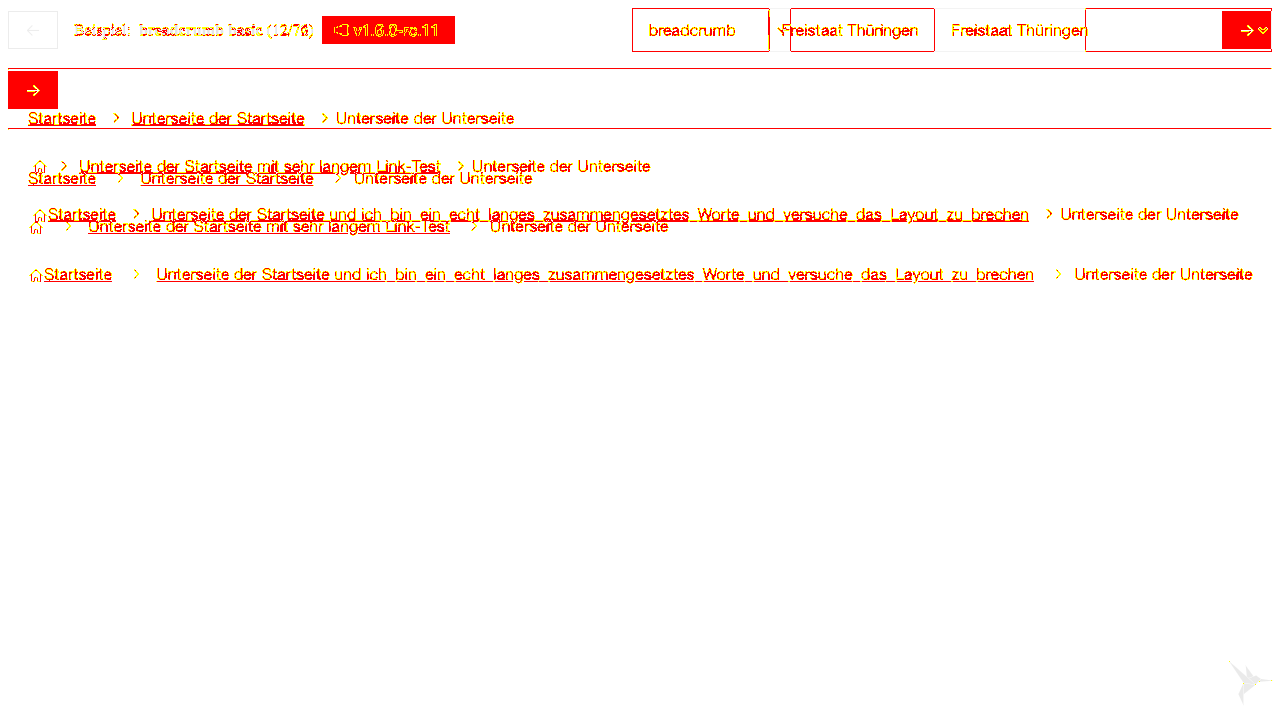 Beispiel: breadcrumb basic (12/76) v1.6.0-rc.11 breadcrumb Freistaat Thüringen Freistaat Thüringen
Startseite Unterseite der Startseite Unterseite der Unterseite
Unterseite der Startseite mit sehr langem Link-Test Unterseite der Unterseite
Startseite Unterseite der Startseite Unterseite der Unterseite
Startseite Unterseite der Startseite und ich_bin_ein_echt_langes_zusammengesetztes_Worte_und_versuche_das_Layout_zu_brechen Unterseite der Unterseite
Unterseite der Startseite mit sehr langem Link-Test Unterseite der Unterseite
Startseite Unterseite der Startseite und ich_bin_ein_echt_langes_zusammengesetztes_Worte_und_versuche_das_Layout_zu_brechen Unterseite der Unterseite